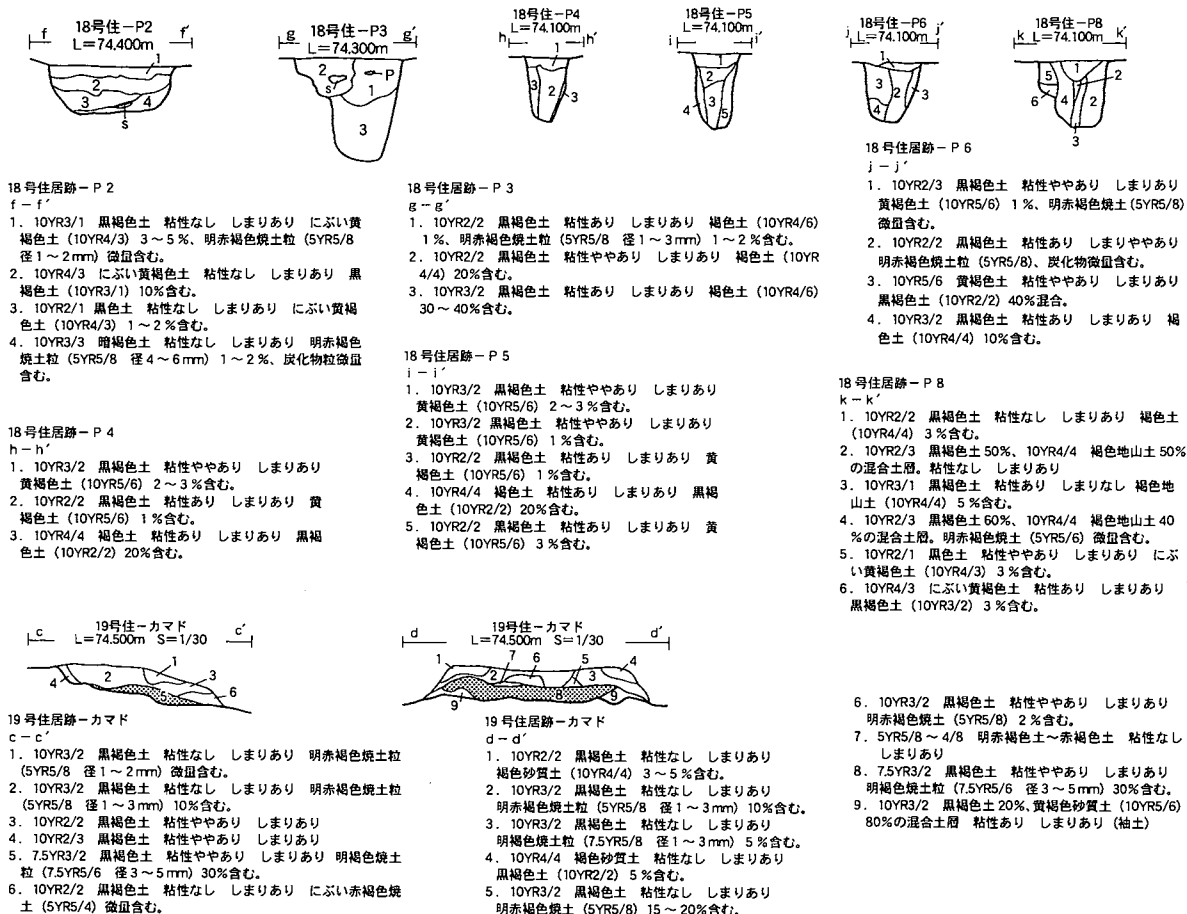 18号住-P2
f f′
L=74.400m
1
2
3 4
S
18号住-P3
g g′
L=74.300m
2 P
S 1
3
18号住-P4
L=74.100m
h h′
1
3 2 3
18号住-P5
L=74.100m
i i′
1
2
3
4 5
18号住-P6
L=74.100m
j j′
1
3 2 3
4
18号住-P8
L=74.100m
k k′
1
5 2
6 4 2
3
18号住居跡-P2
f-f′
1. 10YR3/1 黒褐色土 粘性なし しまりあり にぶい黄
褐色土(10YR4/3) 3~5%、明赤褐色焼土粒(5YR5/8
径1~2mm) 微量含む。
2. 10YR4/3 にぶい黄褐色土 粘性なし しまりあり 黒
褐色土(10YR3/1) 10%含む。
3. 10YR2/1 黒色土 粘性なし しまりあり にぶい黄褐
色土(10YR4/3) 1~2%含む。
4. 10YR3/3 暗褐色土 粘性なし しまりあり 明赤褐色
焼土粒(5YR5/8 径4~6mm) 1~2%、炭化物粒微量
含む。
18号住居跡-P4
h-h′
1. 10YR3/2 黒褐色土 粘性ややあり しまりあり
黄褐色土(10YR5/6) 2~3%含む。
2. 10YR2/2 黒褐色土 粘性あり しまりあり 黄
褐色土(10YR5/6) 1%含む。
3. 10YR4/4 褐色土 粘性あり しまりあり 黒褐
色土(10YR2/2) 20%含む。
18号住居跡-P3
g-g′
1. 10YR2/2 黒褐色土 粘性あり しまりあり 褐色土(10YR4/6)
1%、明赤褐色焼土粒(5YR5/8 径1~3mm) 1~2%含む。
2. 10YR2/2 黒褐色土 粘性ややあり しまりあり 褐色土(10YR
4/4) 20%含む。
3. 10YR3/2 黒褐色土 粘性あり しまりあり 褐色土(10YR4/6)
30~40%含む。
18号住居跡-P5
i-i′
1. 10YR3/2 黒褐色土 粘性ややあり しまりあり
黄褐色土(10YR5/6) 2~3%含む。
2. 10YR3/2 黒褐色土 粘性ややあり しまりあり
黄褐色土(10YR5/6) 1%含む。
3. 10YR2/2 黒褐色土 粘性あり しまりあり 黄
褐色土(10YR5/6) 1%含む。
4. 10YR4/4 褐色土 粘性あり しまりあり 黒褐
色土(10YR2/2) 20%含む。
5. 10YR2/2 黒褐色土 粘性あり しまりあり 黄
褐色土(10YR5/6) 3%含む。
18号住居跡-P6
j-j′
1. 10YR2/3 黒褐色土 粘性ややあり しまりあり
黄褐色土(10YR5/6) 1%、明赤褐色焼土(5YR5/8)
微量含む。
2. 10YR2/2 黒褐色土 粘性あり しまりややあり
明赤褐色焼土粒(5YR5/8)、炭化物微量含む。
3. 10YR5/6 黄褐色土 粘性ややあり しまりあり
黒褐色土(10YR2/2) 40%混合。
4. 10YR3/2 黒褐色土 粘性あり しまりあり 褐
色土(10YR4/4) 10%含む。
18号住居跡-P8
k-k′
1. 10YR2/2 黒褐色土 粘性なし しまりあり 褐色土
(10YR4/4) 3%含む。
2. 10YR2/3 黒褐色土50%、10YR4/4 褐色地山土50%
の混合土層。粘性なし しまりあり
3. 10YR3/1 黒褐色土 粘性あり しまりなし 褐色地
山土(10YR4/4) 5%含む。
4. 10YR2/3 黒褐色土60%、10YR4/4 褐色地山土40
%の混合土層。明赤褐色焼土(5YR5/6) 微量含む。
5. 10YR2/1 黒色土 粘性ややあり しまりあり にぶ
い黄褐色土(10YR4/3) 3%含む。
6. 10YR4/3 にぶい黄褐色土 粘性あり しまりあり
黒褐色土(10YR3/2) 3%含む。
19号住-カマド
c c′
L=74.500m S=1/30
1
2 3
4 6
5
19号住-カマド
d d′
L=74.500m S=1/30
7 6 5
1 2 3 4
8
9 9
19号住居跡-カマド
c-c′
1. 10YR3/2 黒褐色土 粘性なし しまりあり 明赤褐色焼土粒
(5YR5/8 径1~2mm) 微量含む。
2. 10YR3/2 黒褐色土 粘性なし しまりあり 明赤褐色焼土粒
(5YR5/8 径1~3mm) 10%含む。
3. 10YR2/2 黒褐色土 粘性ややあり しまりあり
4. 10YR2/3 黒褐色土 粘性ややあり しまりあり
5. 7.5YR3/2 黒褐色土 粘性ややあり しまりあり 明褐色焼土
粒(7.5YR5/6 径3~5mm) 30%含む。
6. 10YR2/2 黒褐色土 粘性なし しまりあり にぶい赤褐色焼
土(5YR5/4) 微量含む。
19号住居跡-カマド
d-d′
1. 10YR2/2 黒褐色土 粘性なし しまりあり
褐色砂質土(10YR4/4) 3~5%含む。
2. 10YR3/2 黒褐色土 粘性なし しまりあり
明赤褐色焼土粒(5YR5/8 径1~3mm) 10%含む。
3. 10YR3/2 黒褐色土 粘性なし しまりあり
明褐色焼土粒(7.5YR5/8 径1~3mm) 5%含む。
4. 10YR4/4 褐色砂質土 粘性なし しまりあり
黒褐色土(10YR2/2) 5%含む。
5. 10YR3/2 黒褐色土 粘性なし しまりあり
明赤褐色焼土(5YR5/8) 15~20%含む。
6. 10YR3/2 黒褐色土 粘性ややあり しまりあり
明赤褐色焼土(5YR5/8) 2%含む。
7. 5YR5/8~4/8 明赤褐色土~赤褐色土 粘性なし
しまりあり
8. 7.5YR3/2 黒褐色土 粘性ややあり しまりあり
明褐色焼土粒(7.5YR5/6 径3~5mm) 30%含む。
9. 10YR3/2 黒褐色土20%、黄褐色砂質土(10YR5/6)
80%の混合土層 粘性あり しまりあり(袖土)